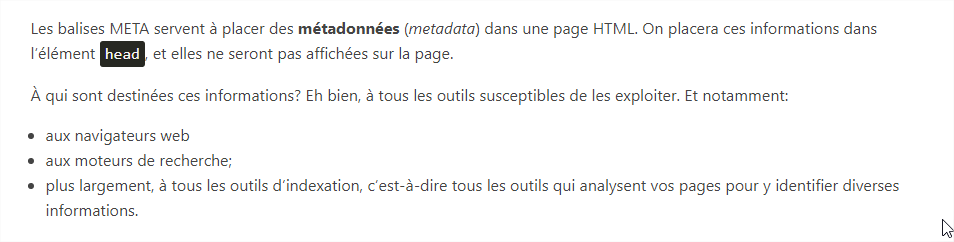 Les balises META servent à placer des métadonnées (metadata) dans une page HTML. On placera ces informations dans
l’élément head, et elles ne seront pas affichées sur la page.
À qui sont destinées ces informations? Eh bien, à tous les outils susceptibles de les exploiter. Et notamment:
aux navigateurs web
aux moteurs de recherche;
plus largement, à tous les outils d’indexation, c’est-à-dire tous les outils qui analysent vos pages pour y identifier diverses
informations.